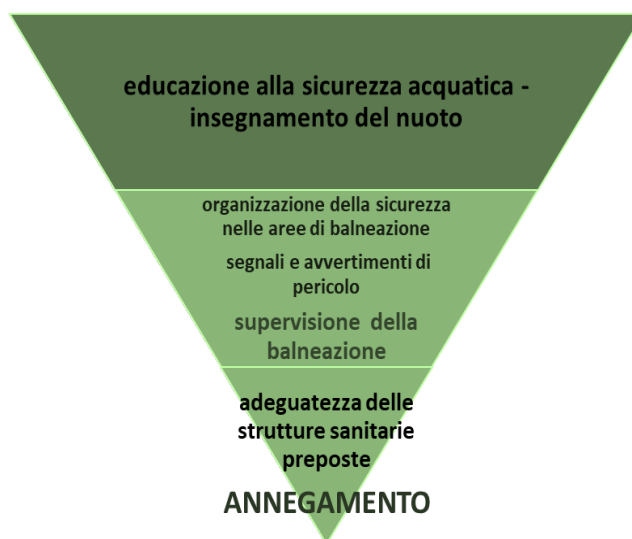 educazione alla sicurezza acquatica -
insegnamento del nuoto
organizzazione della sicurezza
nelle aree di balneazione
segnali e avvertimenti di
pericolo
supervisione della
balneazione
adeguatezza delle
strutture sanitarie
preposte
ANNEGAMENTO